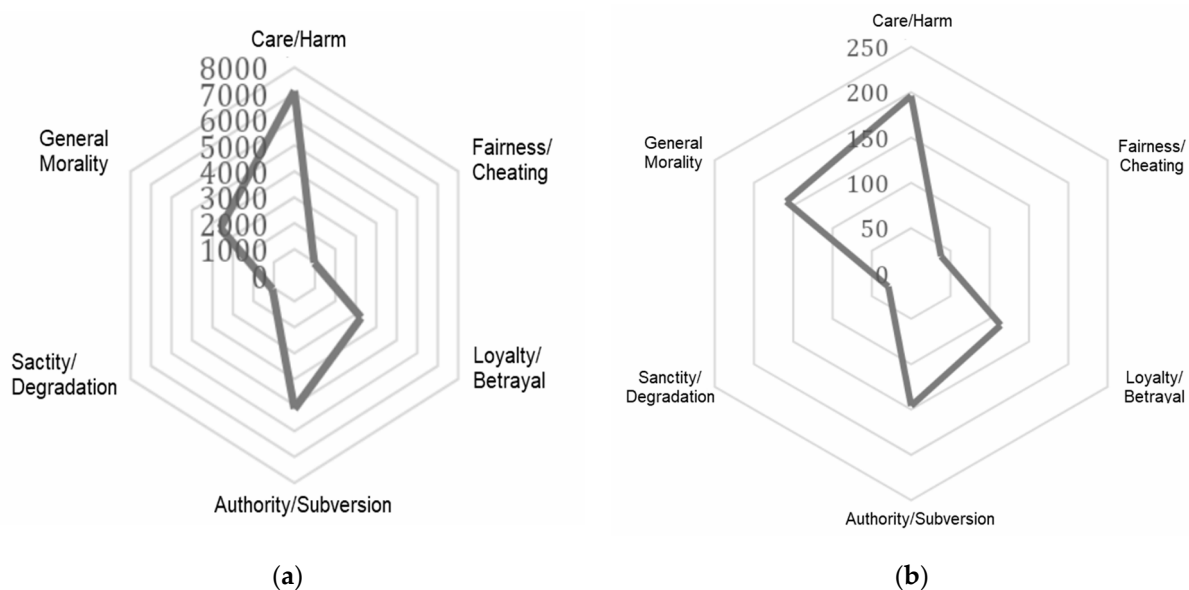 Care/Harm
8000
7000
6000
5000
4000
3000
2000
1000
0
General
Morality
Fairness/
Cheating
Sactity/
Degradation
Loyalty/
Betrayal
Authority/Subversion
(a)
Care/Harm
250
200
150
100
50
0
General
Morality
Fairness/
Cheating
Sanctity/
Degradation
Loyalty/
Betrayal
Authority/Subversion
(b)